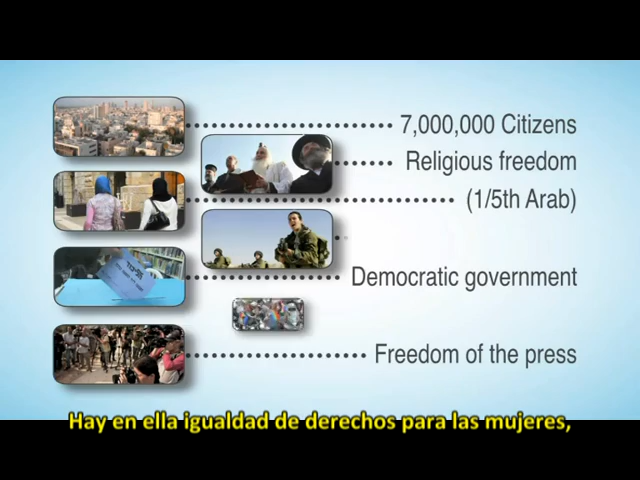 7,000,000 Citizens
Religious freedom
(1/5th Arab)
Democratic government
Freedom of the press
Hay en ella igualdad de derechos para las mujeres,